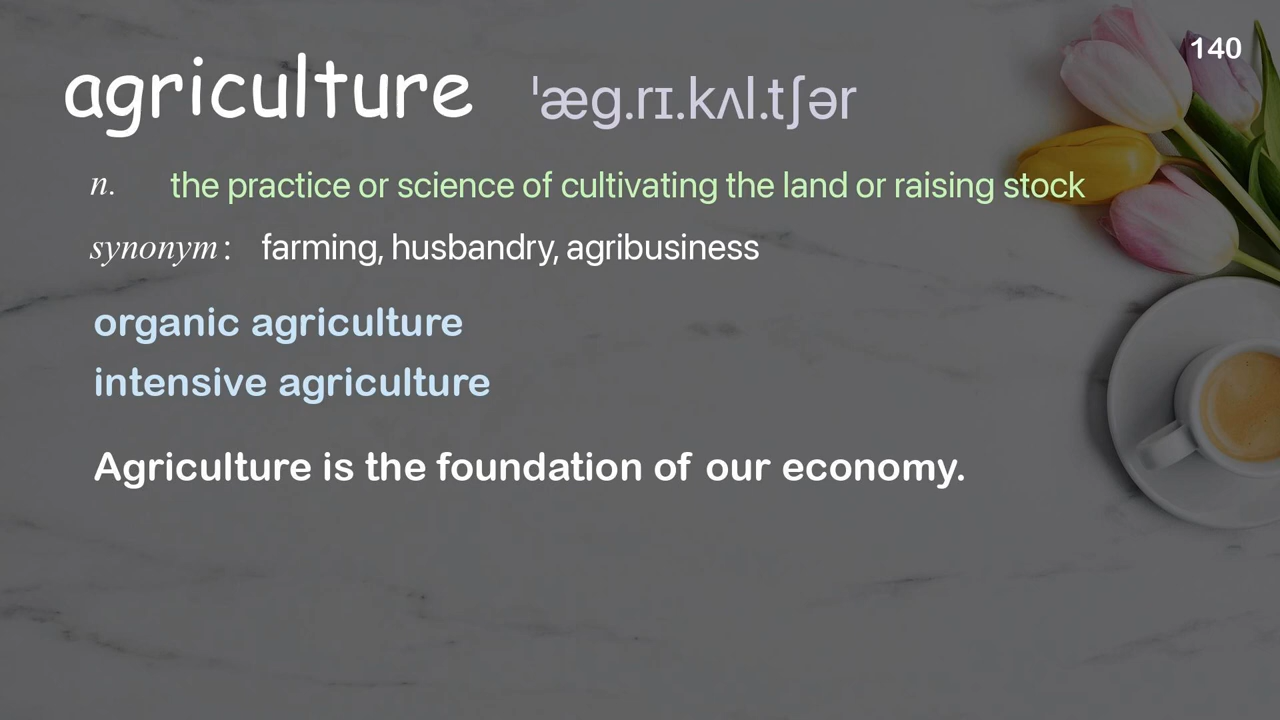 140
agriculture ˈæg.rɪ.kʌl.tʃər
n. the practice or science of cultivating the land or raising stock
synonym: farming, husbandry, agribusiness
organic agriculture
intensive agriculture
Agriculture is the foundation of our economy.